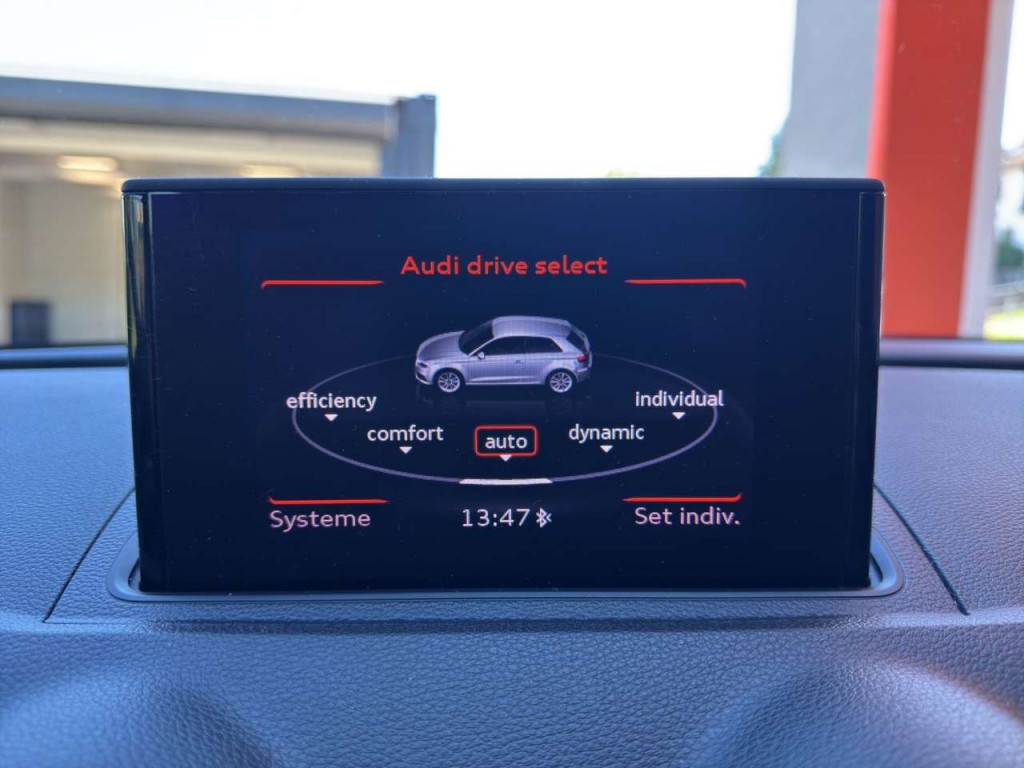 Audi drive select
efficiency
individual
comfort
auto
dynamic
Systeme
13:47
Set indiv.